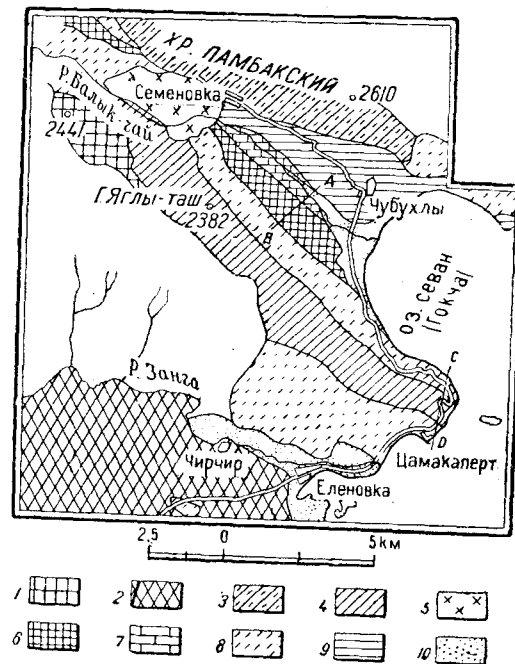 ХР. ПАМБАКСКИЙ
Семеновка
2610
р. Балык-чай
2441
А
Чубухлы
Г. Яглы-таш
2382
В
ОЗ. СЕВАН
/Гокча/
р. Занга
С
D
Цамакаперт
Чирчир
Еленовка
2,5 0 5 км
1 2 3 4 5
6 7 8 9 10